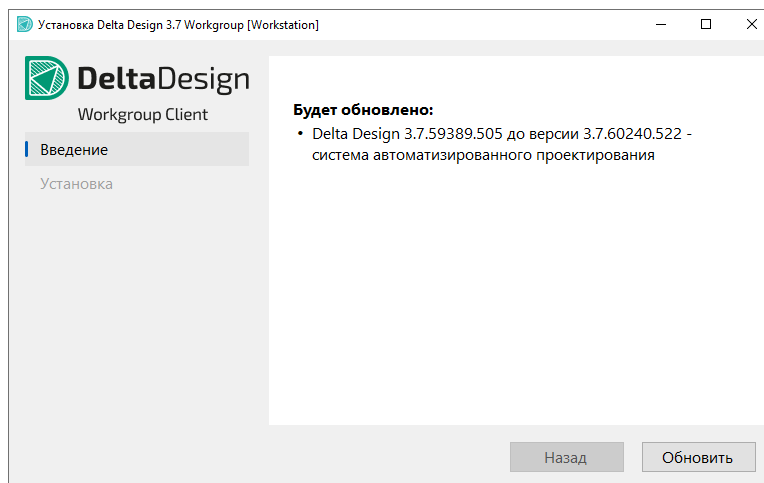 Установка Delta Design 3.7 Workgroup [Workstation]
DeltaDesign
Workgroup Client
Введение
Установка
Будет обновлено:
• Delta Design 3.7.59389.505 до версии 3.7.60240.522 -
система автоматизированного проектирования
Назад
Обновить